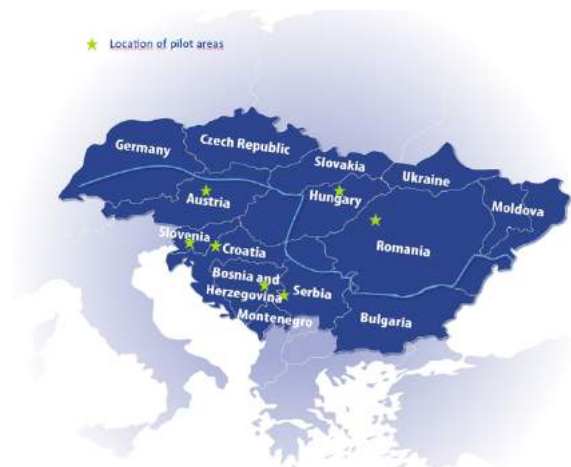 Location of pilot areas
Czech Republic
Germany
Slovakia
Ukraine
Moldova
Austria
Hungary
Romania
Slovenia
Croatia
Bosnia and
Herzegovina
Serbia
Montenegro
Bulgaria